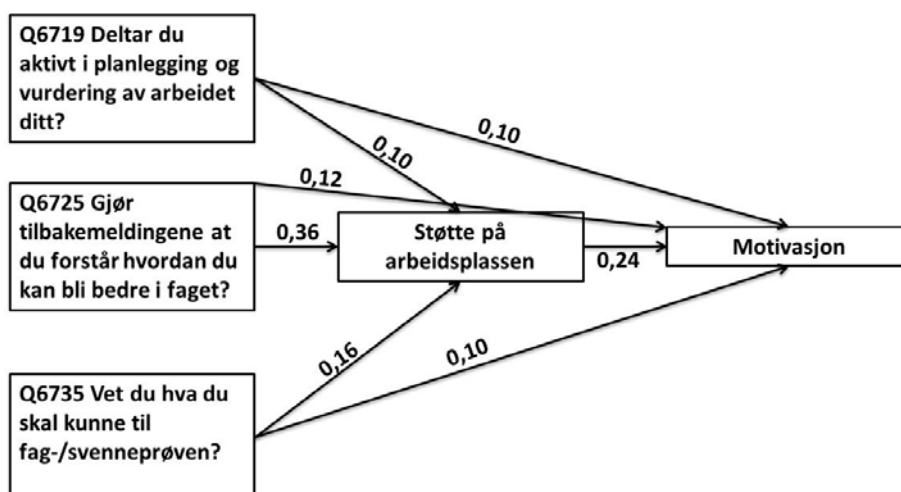 Q6719 Deltar du
aktivt i planlegging og
vurdering av arbeidet
ditt?
0,10
0,10
Q6725 Gjør
tilbakemeldingene at
du forstår hvordan du
kan bli bedre i faget?
0,12
0,36
Støtte på
arbeidsplassen
0,24
Motivasjon
0,16
0,10
Q6735 Vet du hva du
skal kunne til
fag-/svenneprøven?